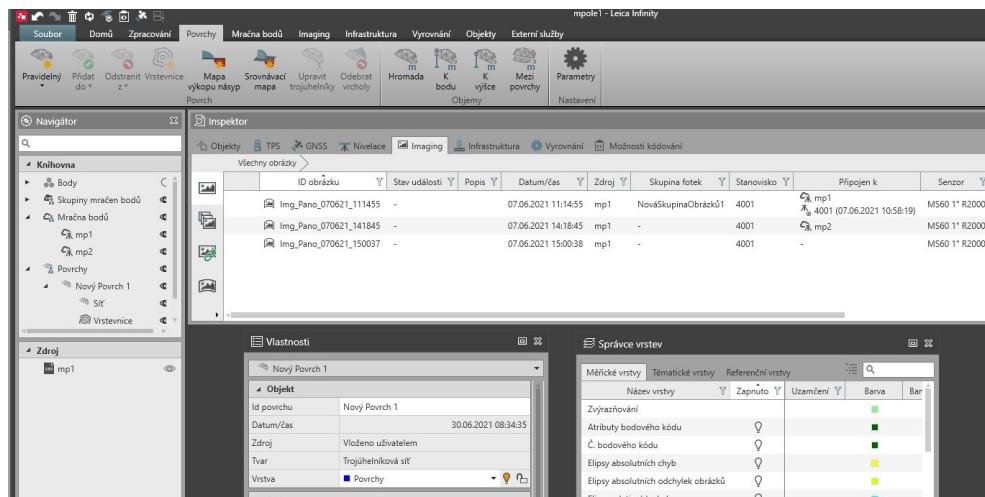 mpole1 - Leica Infinity
Soubor Domů Zpracování Povrchy Mračna bodů Imaging Infrastruktura Vyrovnání Objekty Externí služby
Pravidelný Přidat do Odstranit z Vrstevnice Mapa výkopu násyp Srovnávací mapa Upravit trojúhelníky Odebrat vrcholy Hromada K bodu K výšce Mezi povrchy Parametry
Povrch Objemy Nastavení
Navigátor
Knihovna
Body
Skupiny mračen bodů
Mračna bodů
mp1
mp2
Povrchy
Nový Povrch 1
Síť
Vrstevnice
Zdroj
mp1
Inspektor
Objekty TPS GNSS Nivelace Imaging Infrastruktura Vyrovnání Možnosti kódování
Všechny obrázky
ID obrázku Stav události Popis Datum/čas Zdroj Skupina fotek Stanovisko Připojen k Senzor
Img_Pano_070621_111455 - 07.06.2021 11:14:55 mp1 NováSkupinaObrázků1 4001 mp1 MS60 1" R2000
4001 (07.06.2021 10:58:19)
Img_Pano_070621_141845 - 07.06.2021 14:18:45 mp1 - 4001 mp2 MS60 1" R2000
Img_Pano_070621_150037 - 07.06.2021 15:00:38 mp1 - 4001 - MS60 1" R2000
Vlastnosti
Nový Povrch 1
Objekt
Id povrchu Nový Povrch 1
Datum/čas 30.06.2021 08:34:35
Zdroj Vloženo uživatelem
Tvar Trojúhelníková síť
Vrstva Povrchy
Správce vrstev
Měřické vrstvy Tématické vrstvy Referenční vrstvy
Název vrstvy Zapnuto Uzamčení Barva Bar
Zvýrazňování
Atributy bodového kódu
Č. bodového kódu
Elipsy absolutních chyb
Elipsy absolutních odchylek obrázků